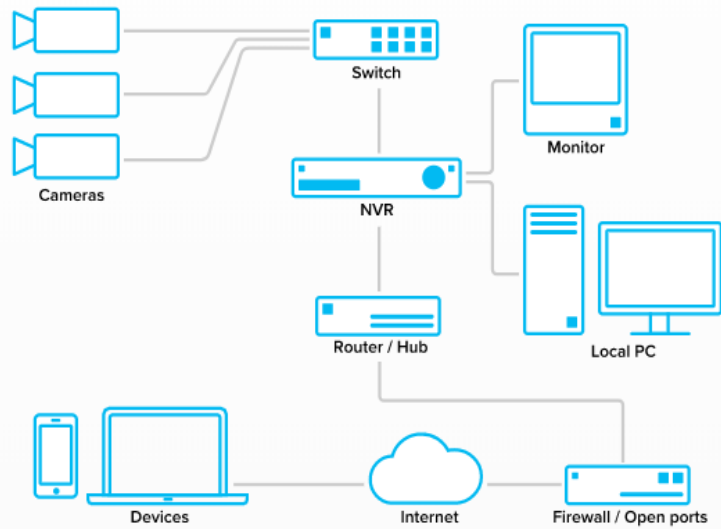 Switch
Monitor
Cameras
NVR
Router / Hub
Local PC
Devices
Internet
Firewall / Open ports